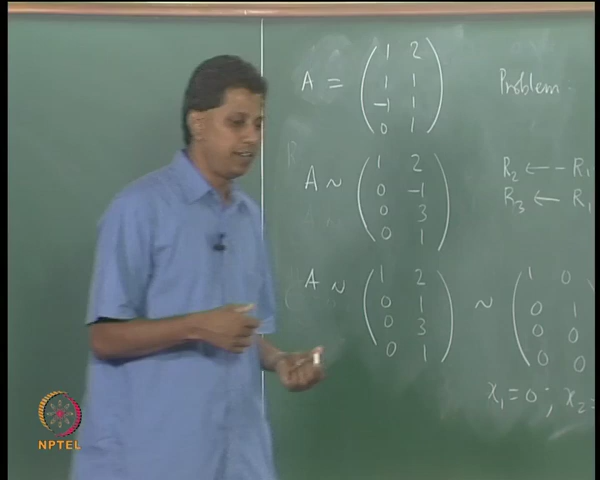 A = ( 1 2 Problem:
1 1
-1 1
0 1 )
A ~ ( 1 2
0 -1 R₂ ← - R₁
0 3 R₃ ← R₁
0 1 )
A ~ ( 1 2 ~ ( 1 0
0 1 0 1
0 3 0 0
0 1 ) 0 0
x₁ = 0 ; x₂ =
NPTEL